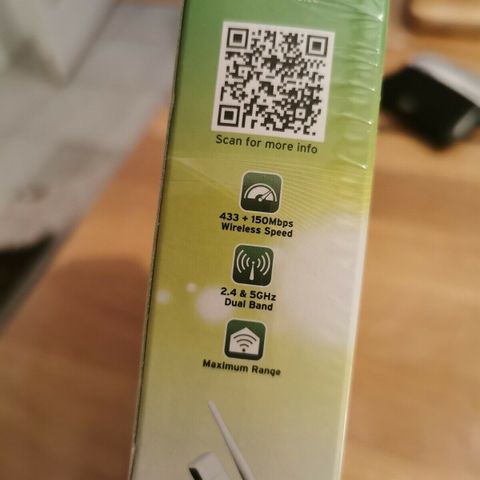 Scan for more info
433 + 150Mbps
Wireless Speed
2.4 & 5GHz
Dual Band
Maximum Range